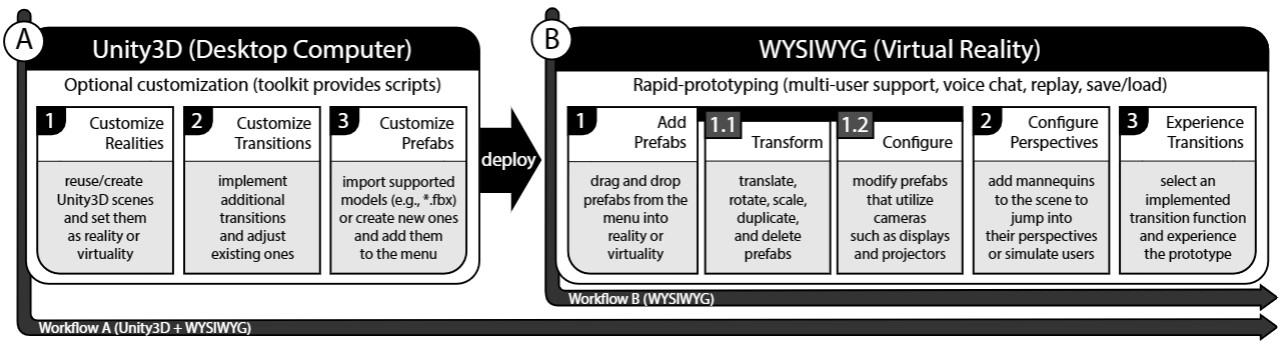 A
Unity3D (Desktop Computer)
Optional customization (toolkit provides scripts)
1
Customize
Realities
reuse/create
Unity3D scenes
and set them
as reality or
virtuality
2
Customize
Transitions
implement
additional
transitions
and adjust
existing ones
3
Customize
Prefabs
import supported
models (e.g., *.fbx)
or create new ones
and add them
to the menu
deploy
B
WYSIWYG (Virtual Reality)
Rapid-prototyping (multi-user support, voice chat, replay, save/load)
1
Add
Prefabs
drag and drop
prefabs from the
menu into
reality or
virtuality
1.1
Transform
translate,
rotate, scale,
duplicate,
and delete
prefabs
1.2
Configure
modify prefabs
that utilize
cameras
such as displays
and projectors
2
Configure
Perspectives
add mannequins
to the scene to
jump into
their perspectives
or simulate users
3
Experience
Transitions
select an
implemented
transition function
and experience
the prototype
Workflow B (WYSIWYG)
Workflow A (Unity3D + WYSIWYG)